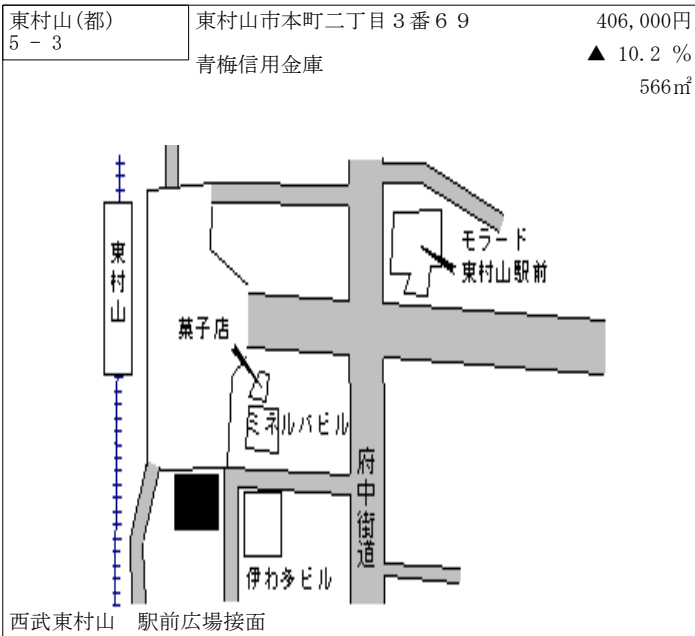 東村山(都)
5 - 3
東村山市本町二丁目3番69
青梅信用金庫
406,000円
▲ 10.2 %
566㎡
モラード
東村山駅前
東村山
菓子店
ミネルバビル
府中街道
伊わ多ビル
西武東村山 駅前広場接面